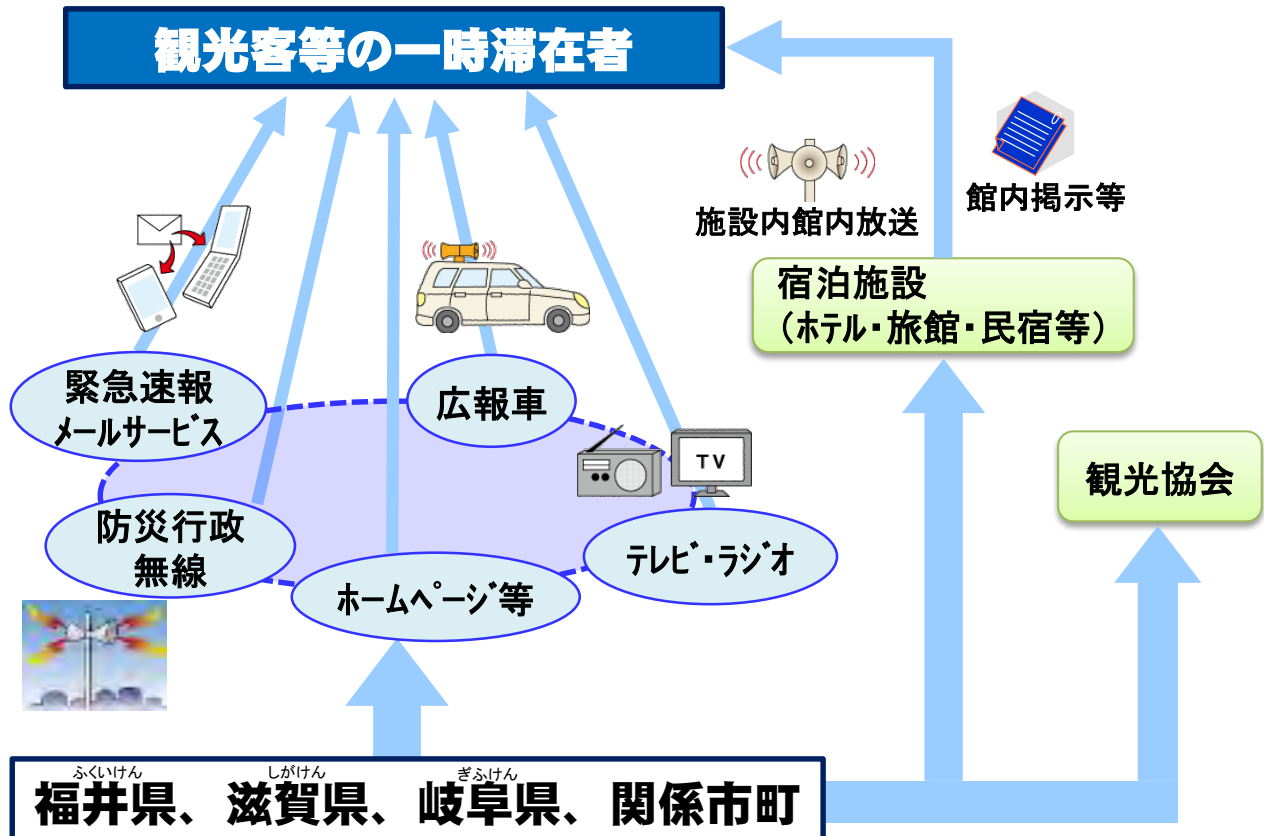 観光客等の一時滞在者
施設内館内放送
館内掲示等
宿泊施設
（ホテル・旅館・民宿等）
緊急速報
メールサービス
広報車
TV
観光協会
防災行政
無線
ホームページ等
テレビ・ラジオ
ふくいけん しがけん ぎふけん
福井県、滋賀県、岐阜県、関係市町